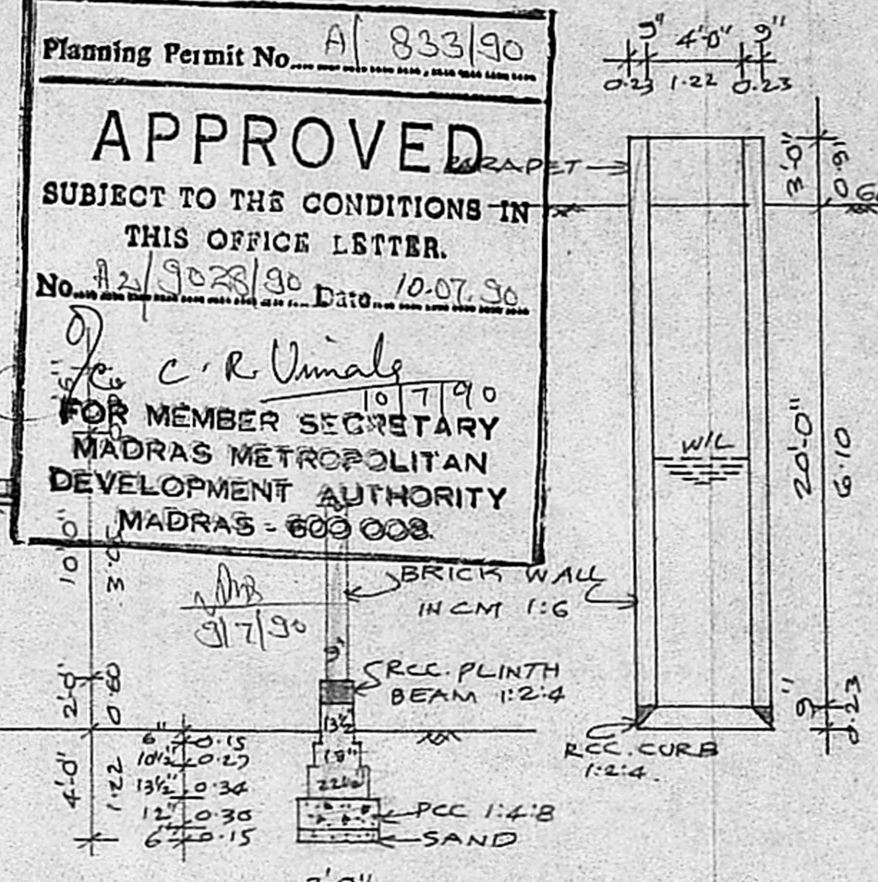 Planning Permit No. A/ 833/90
APPROVED
SUBJECT TO THE CONDITIONS IN
THIS OFFICE LETTER.
No. A2/9028/90 Date 10.07.90
C. R. Vimala
10/7/90
FOR MEMBER SECRETARY
MADRAS METROPOLITAN
DEVELOPMENT AUTHORITY
MADRAS - 600 008.
9/7/90
9" 4'-0" 9"
0.23 1.22 0.23
PARAPET
3'-0"
W/L
20'-0"
6.10
9"
0.23
BRICK WALL
IN CM 1:6
RCC. PLINTH
BEAM 1:2:4
RCC. CURB
1:2:4.
10'-0"
2'-0"
0.60
4'-0"
1.22
9"
13½"
18"
22½"
6" 0.15
10½" 0.27
13½" 0.34
12" 0.30
6" 0.15
PCC 1:4:8
SAND